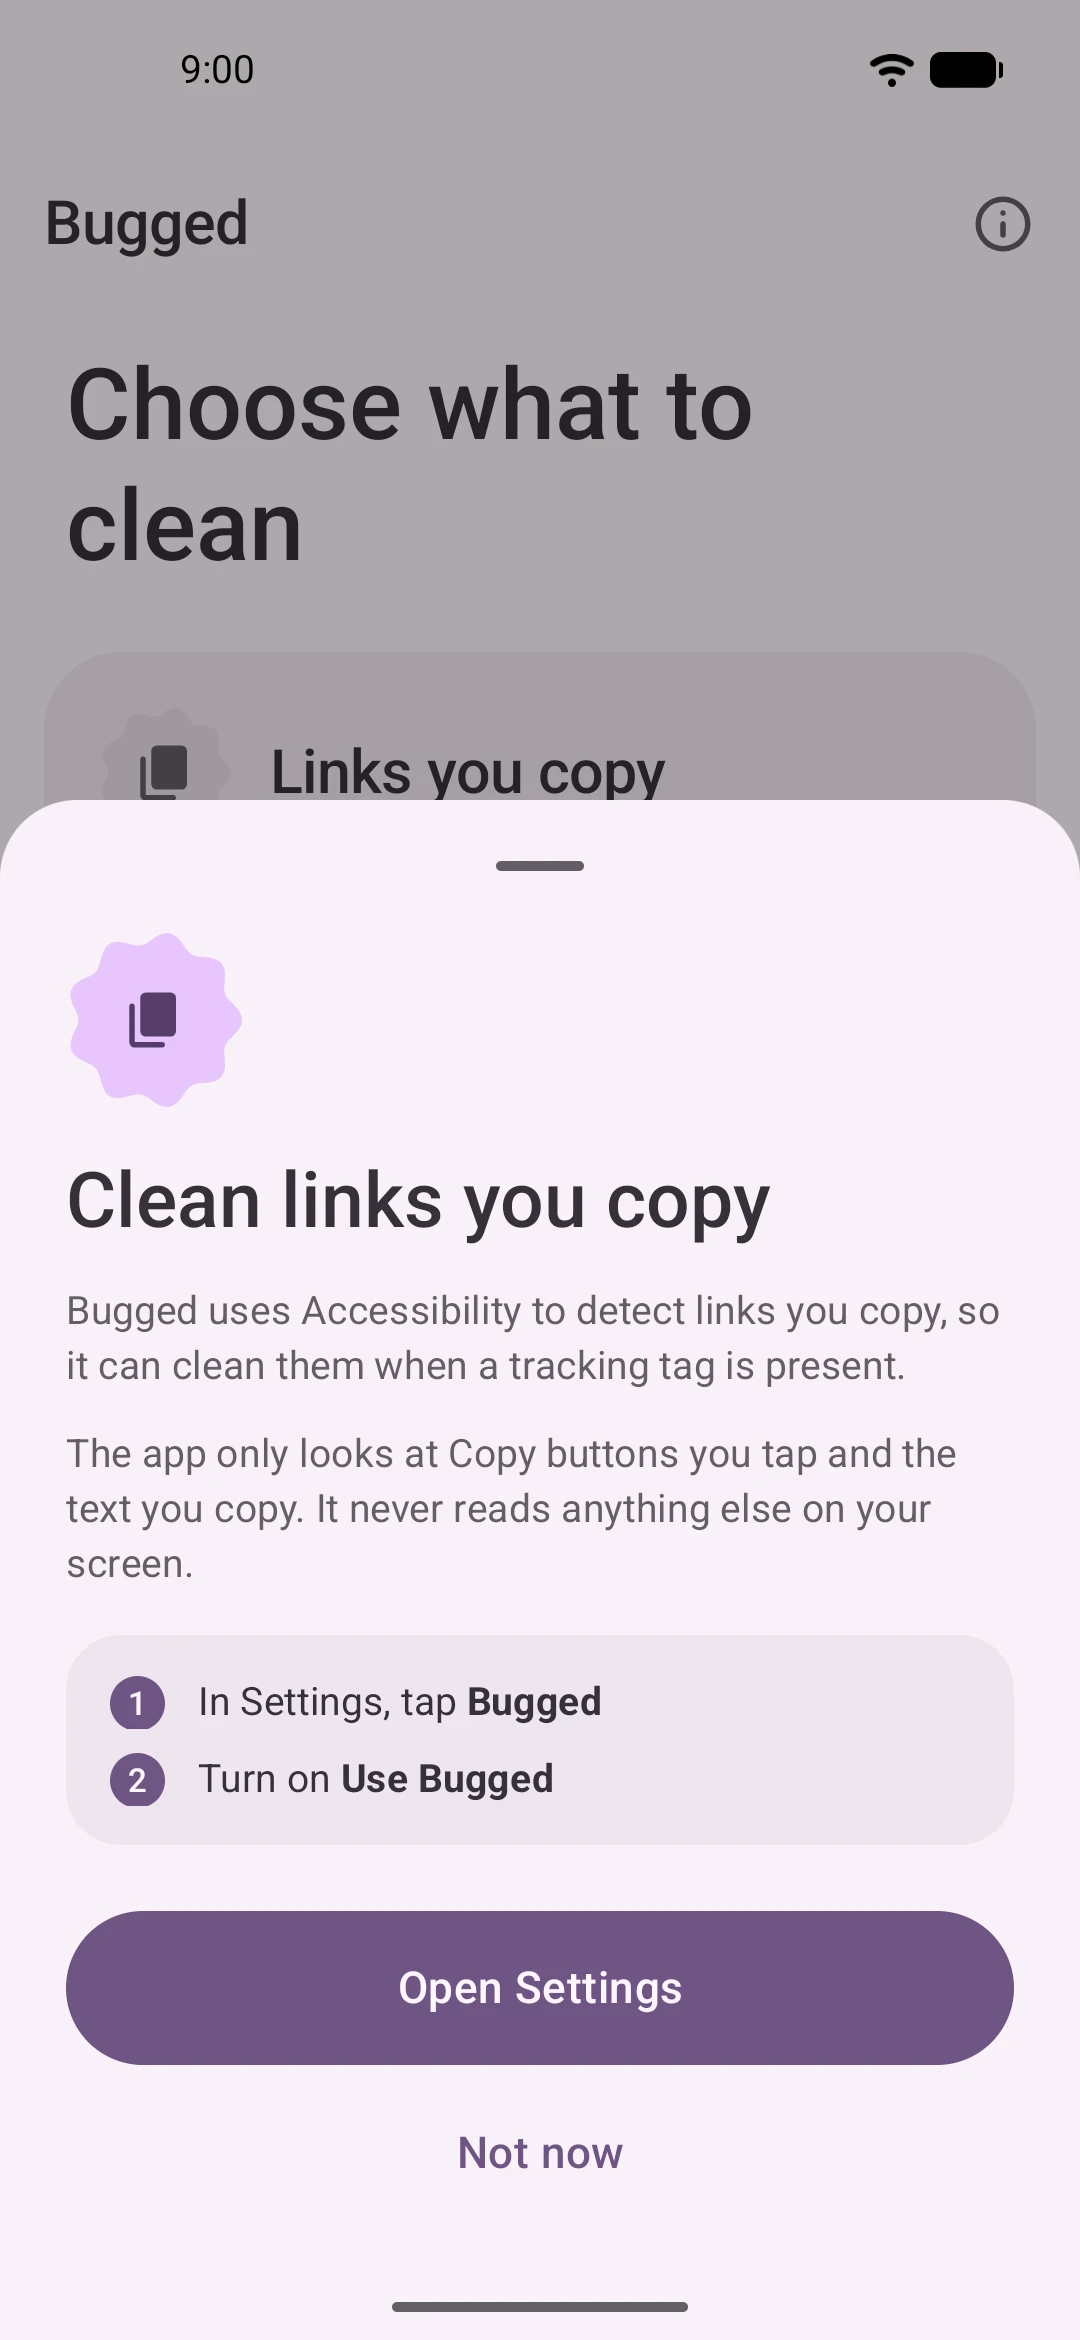 9:00
Bugged
Choose what to
clean
Links you copy
Clean links you copy
Bugged uses Accessibility to detect links you copy, so
it can clean them when a tracking tag is present.
The app only looks at Copy buttons you tap and the
text you copy. It never reads anything else on your
screen.
1 In Settings, tap Bugged
2 Turn on Use Bugged
Open Settings
Not now